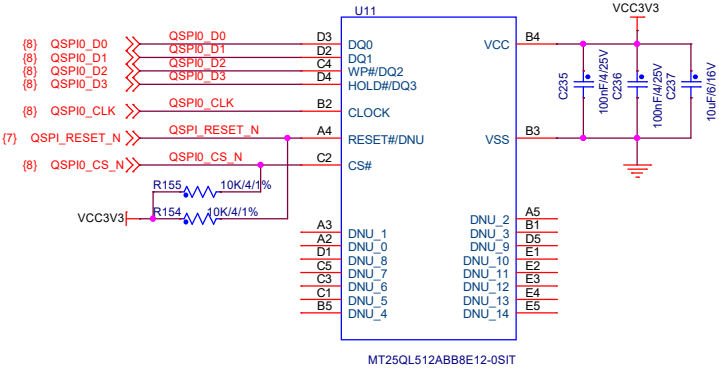 U11
VCC3V3
{8} QSPI0_D0 QSPI0_D0 D3 DQ0 VCC B4
{8} QSPI0_D1 QSPI0_D1 D2 DQ1
{8} QSPI0_D2 QSPI0_D2 C4 WP#/DQ2
{8} QSPI0_D3 QSPI0_D3 D4 HOLD#/DQ3
C235 100nF/4/25V
C236 100nF/4/25V
C237 10uF/6/16V
{8} QSPI0_CLK QSPI0_CLK B2 CLOCK
{7} QSPI_RESET_N QSPI_RESET_N A4 RESET#/DNU VSS B3
{8} QSPI0_CS_N QSPI0_CS_N C2 CS#
R155 10K/4/1%
VCC3V3 R154 10K/4/1%
DNU_2 A5
A3 DNU_1 DNU_3 B1
A2 DNU_0 DNU_9 D5
D1 DNU_8 DNU_10 E1
C5 DNU_7 DNU_11 E2
C3 DNU_6 DNU_12 E3
C1 DNU_5 DNU_13 E4
B5 DNU_4 DNU_14 E5
MT25QL512ABB8E12-0SIT